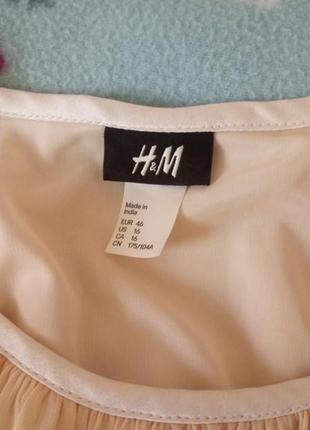 H&M
Made in
India
EUR 46
US 16
CA 16
CN 175/104A